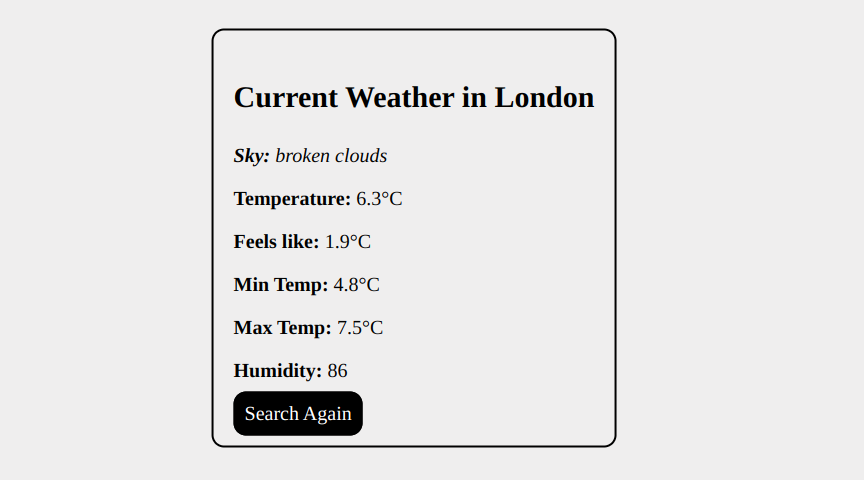 Current Weather in London
Sky: broken clouds
Temperature: 6.3°C
Feels like: 1.9°C
Min Temp: 4.8°C
Max Temp: 7.5°C
Humidity: 86
Search Again